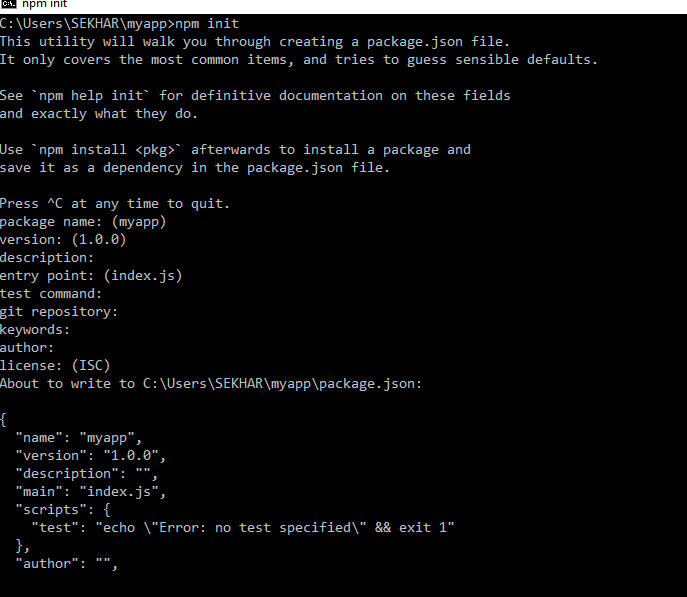 npm init
C:\Users\SEKHAR\myapp>npm init
This utility will walk you through creating a package.json file.
It only covers the most common items, and tries to guess sensible defaults.
See `npm help init` for definitive documentation on these fields
and exactly what they do.
Use `npm install <pkg>` afterwards to install a package and
save it as a dependency in the package.json file.
Press ^C at any time to quit.
package name: (myapp)
version: (1.0.0)
description:
entry point: (index.js)
test command:
git repository:
keywords:
author:
license: (ISC)
About to write to C:\Users\SEKHAR\myapp\package.json:
{
  "name": "myapp",
  "version": "1.0.0",
  "description": "",
  "main": "index.js",
  "scripts": {
    "test": "echo \"Error: no test specified\" && exit 1"
  },
  "author": "",